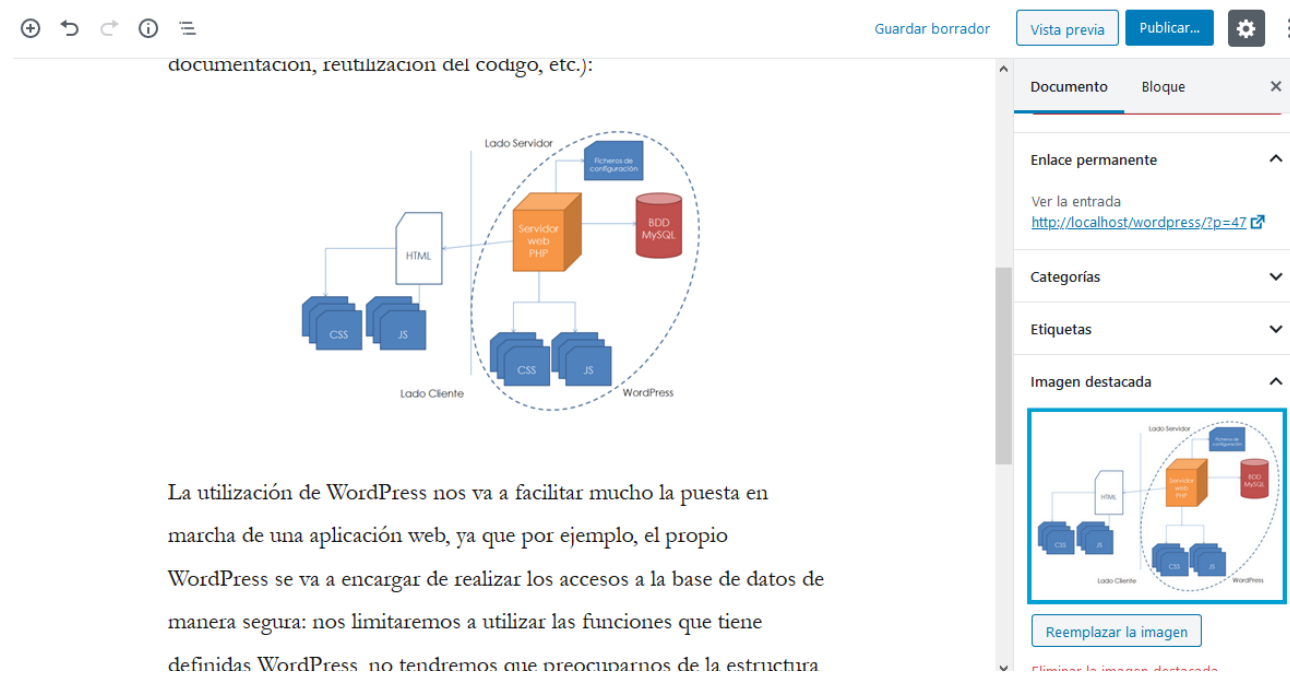 Guardar borrador
Vista previa
Publicar...
documentación, reutilización del código, etc.):
Lado Servidor
Ficheros de
configuración
Servidor
web
PHP
BDD
MySQL
HTML
CSS
JS
CSS
JS
Lado Cliente
WordPress
La utilización de WordPress nos va a facilitar mucho la puesta en
marcha de una aplicación web, ya que por ejemplo, el propio
WordPress se va a encargar de realizar los accesos a la base de datos de
manera segura: nos limitaremos a utilizar las funciones que tiene
definidas WordPress, no tendremos que preocuparnos de la estructura
Documento
Bloque
Enlace permanente
Ver la entrada
http://localhost/wordpress/?p=47
Categorías
Etiquetas
Imagen destacada
Lado Servidor
Ficheros de
configuración
Servidor
web
PHP
BDD
MySQL
HTML
CSS
JS
CSS
JS
Lado Cliente
WordPress
Reemplazar la imagen
Eliminar la imagen destacada